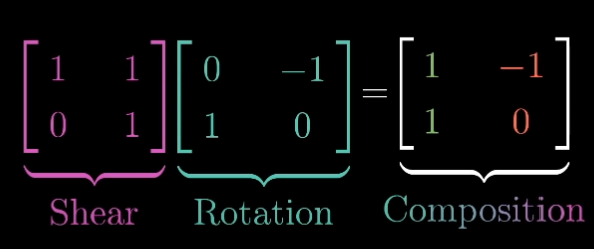 1 1 0 -1 1 -1
=
0 1 1 0 1 0
Shear Rotation Composition